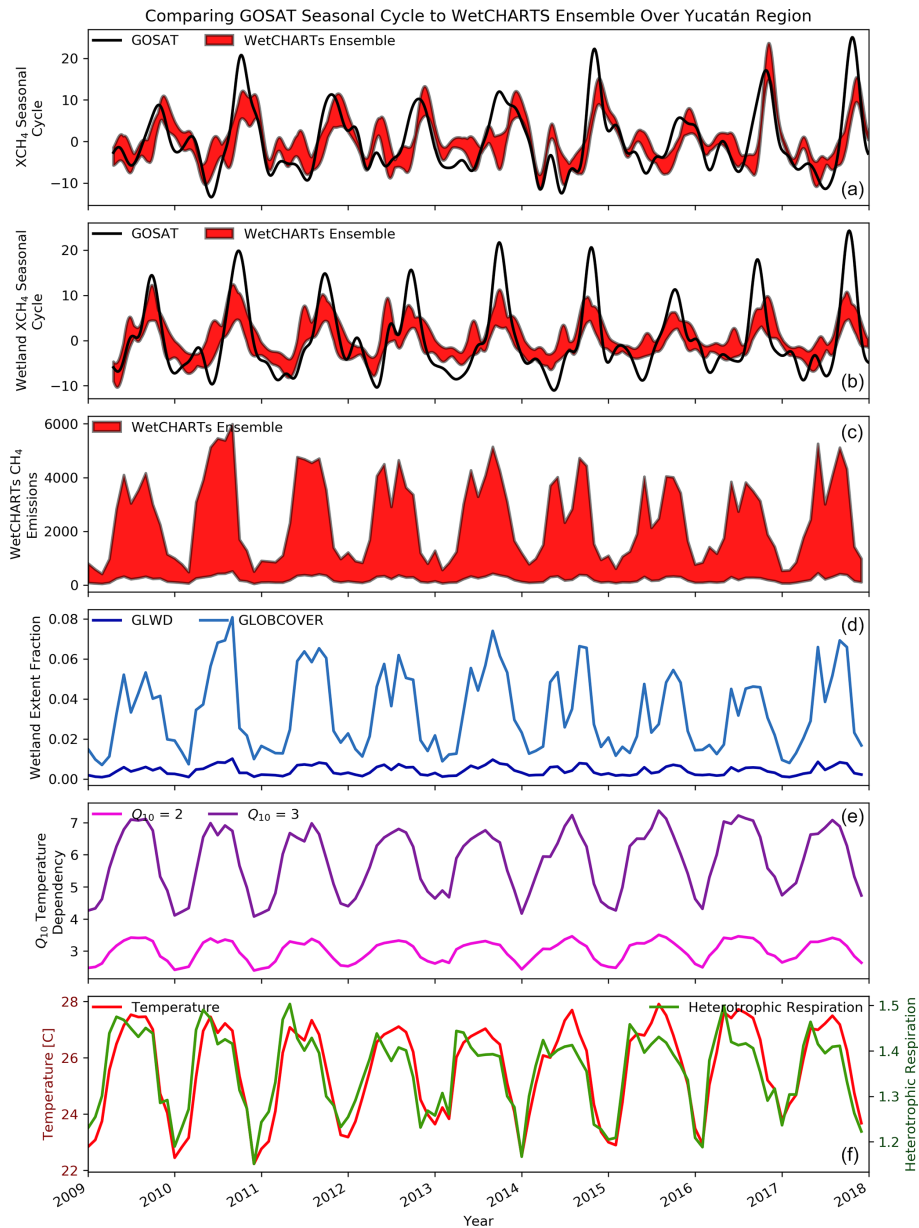 Comparing GOSAT Seasonal Cycle to WetCHARTS Ensemble Over Yucatán Region
GOSAT
WetCHARTs Ensemble
XCH₄ Seasonal
Cycle
20
10
0
−10
(a)
GOSAT
WetCHARTs Ensemble
Wetland XCH₄ Seasonal
Cycle
20
10
0
−10
(b)
WetCHARTs Ensemble
WetCHARTs CH₄
Emissions
6000
4000
2000
0
(c)
GLWD
GLOBCOVER
Wetland Extent Fraction
0.08
0.06
0.04
0.02
0.00
(d)
Q₁₀ = 2
Q₁₀ = 3
Q₁₀ Temperature
Dependency
7
6
5
4
3
(e)
Temperature
Heterotrophic Respiration
Temperature [C]
28
26
24
22
Heterotrophic Respiration
1.5
1.4
1.3
1.2
(f)
2009
2010
2011
2012
2013
2014
2015
2016
2017
2018
Year